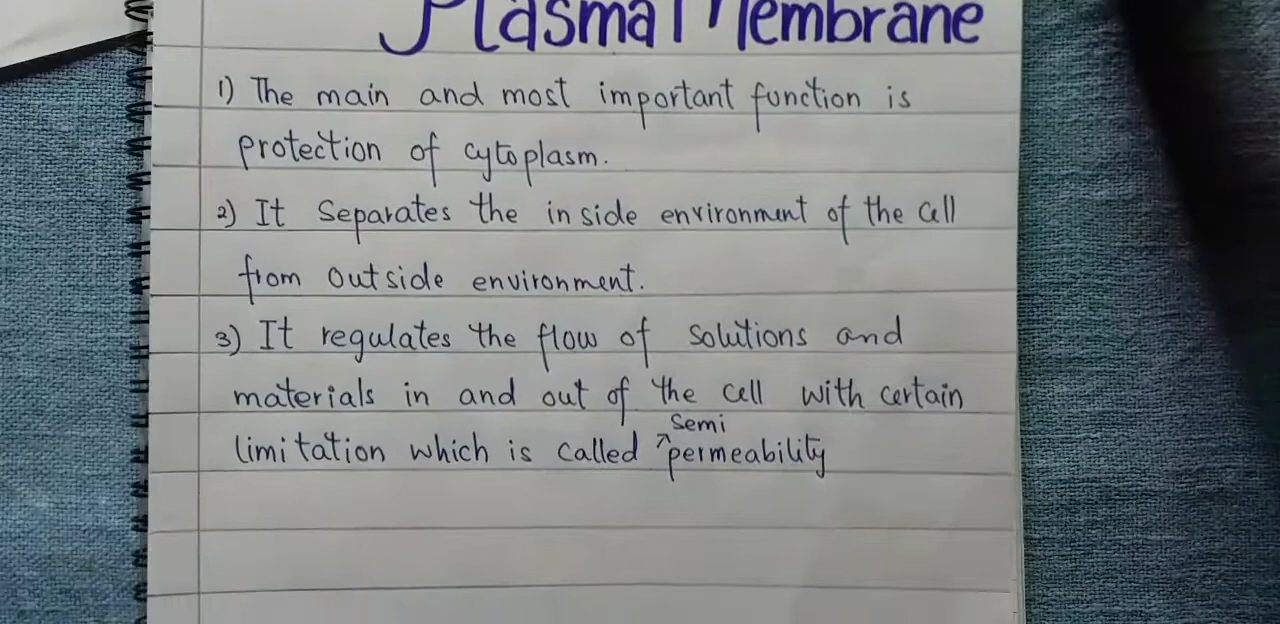 Plasma Membrane
1) The main and most important function is
protection of cytoplasm.
2) It Separates the inside environment of the cell
from outside environment.
3) It regulates the flow of solutions and
materials in and out of the cell with certain
Semi
limitation which is called ^permeability